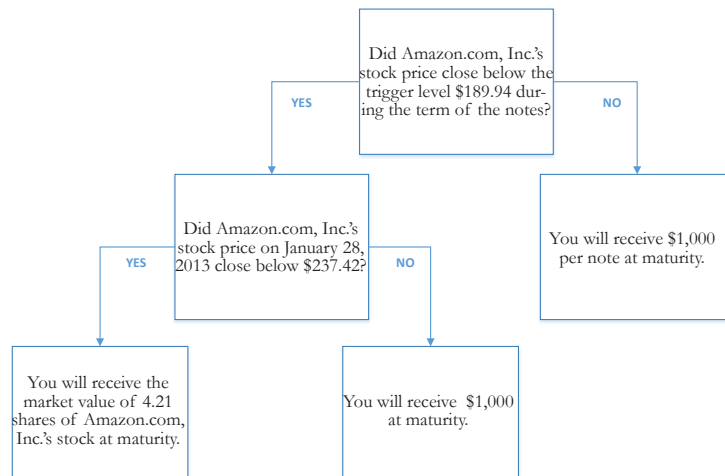 Did Amazon.com, Inc.'s
stock price close below the
trigger level $189.94 dur-
ing the term of the notes?
YES
NO
Did Amazon.com, Inc.'s
stock price on January 28,
2013 close below $237.42?
You will receive $1,000
per note at maturity.
YES
NO
You will receive the
market value of 4.21
shares of Amazon.com,
Inc.'s stock at maturity.
You will receive $1,000
at maturity.